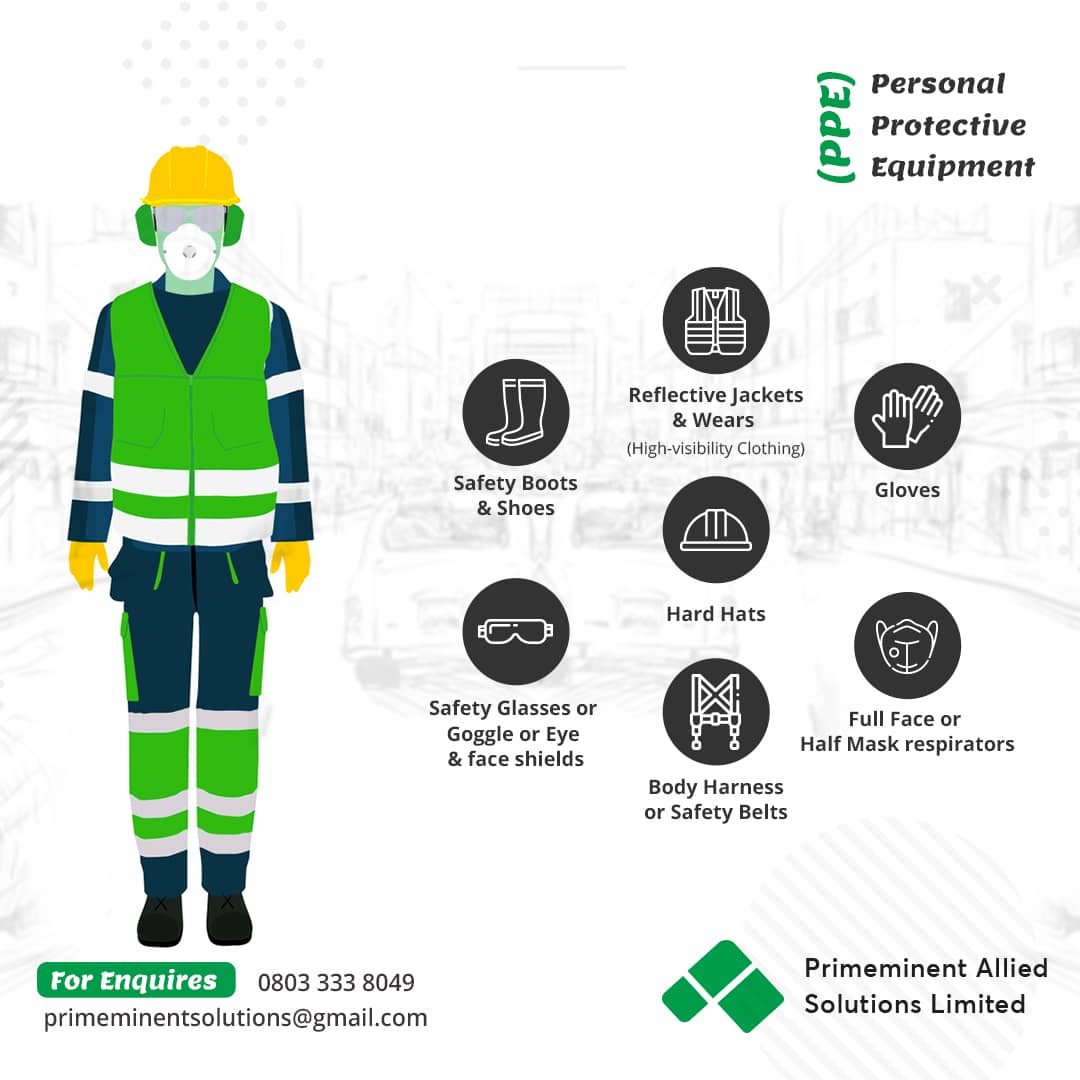 (PPE)
Personal
Protective
Equipment
Reflective Jackets
& Wears
(High-visibility Clothing)
Safety Boots
& Shoes
Gloves
Hard Hats
Safety Glasses or
Goggle or Eye
& face shields
Full Face or
Half Mask respirators
Body Harness
or Safety Belts
For Enquires 0803 333 8049
primeminentsolutions@gmail.com
Primeminent Allied
Solutions Limited